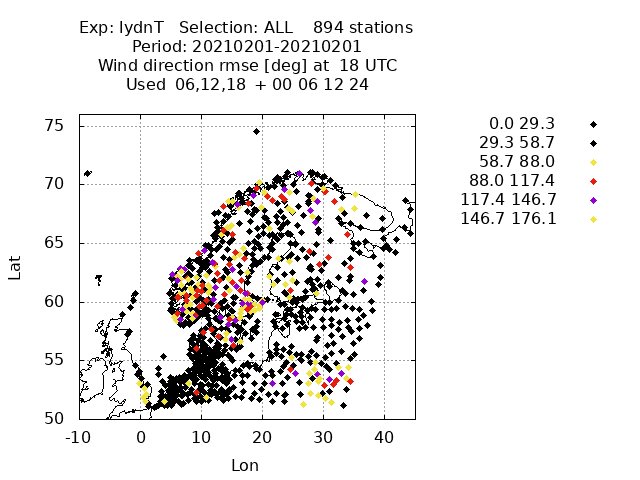 Exp: lydnT Selection: ALL 894 stations
Period: 20210201-20210201
Wind direction rmse [deg] at 18 UTC
Used 06,12,18 + 00 06 12 24
0.0 29.3
29.3 58.7
58.7 88.0
88.0 117.4
117.4 146.7
146.7 176.1
75
70
65
60
55
50
Lat
-10 0 10 20 30 40
Lon